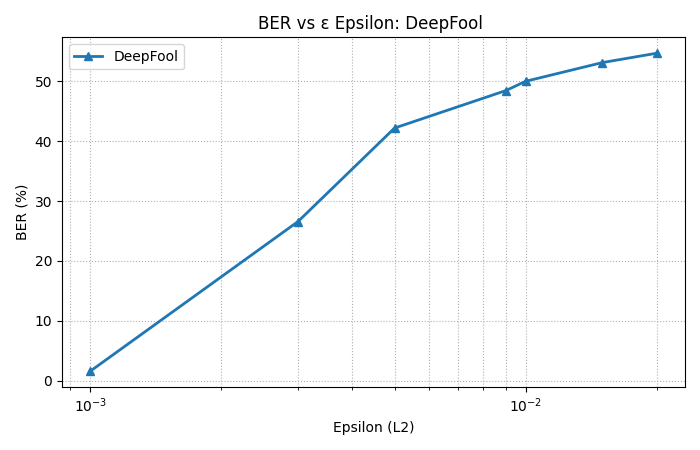 BER vs ε Epsilon: DeepFool
DeepFool
BER (%)
50
40
30
20
10
0
10⁻³
10⁻²
Epsilon (L2)